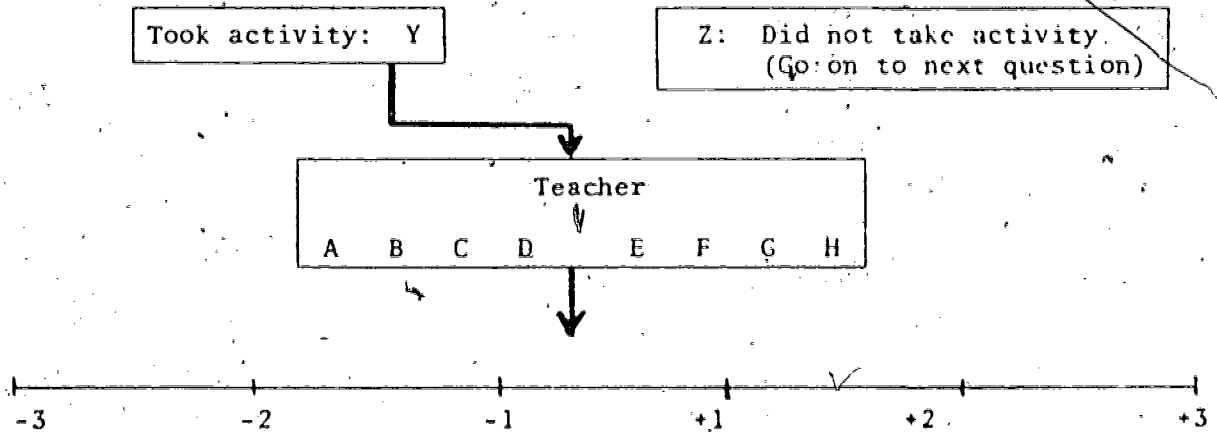 Took activity: Y
Z: Did not take activity.
(Go on to next question)
Teacher
A B C D E F G H
-3 -2 -1 +1 +2 +3